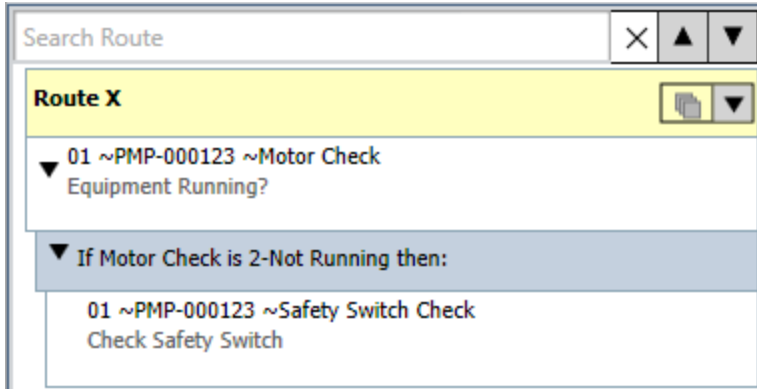 Search Route
Route X
01 ~PMP-000123 ~Motor Check
Equipment Running?
If Motor Check is 2-Not Running then:
01 ~PMP-000123 ~Safety Switch Check
Check Safety Switch